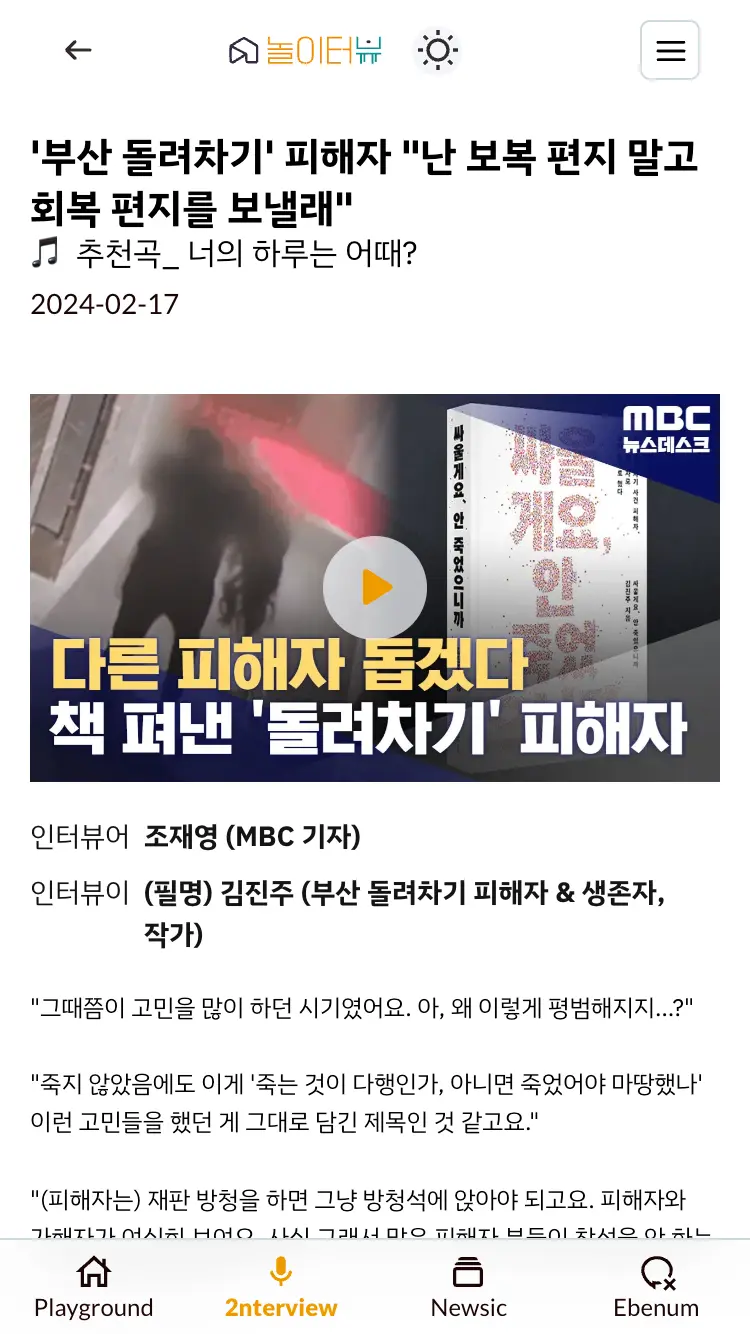 놀이터뷰
'부산 돌려차기' 피해자 "난 보복 편지 말고
회복 편지를 보낼래"
🎵 추천곡_ 너의 하루는 어때?
2024-02-17
MBC
뉴스데스크
싸울게요, 안 죽었으니까
싸울
게요,
안
다른 피해자 돕겠다
책 펴낸 '돌려차기' 피해자
인터뷰어 조재영 (MBC 기자)
인터뷰이 (필명) 김진주 (부산 돌려차기 피해자 & 생존자,
작가)
"그때쯤이 고민을 많이 하던 시기였어요. 아, 왜 이렇게 평범해지지...?"
"죽지 않았음에도 이게 '죽는 것이 다행인가, 아니면 죽었어야 마땅했나'
이런 고민들을 했던 게 그대로 담긴 제목인 것 같고요."
"(피해자는) 재판 방청을 하면 그냥 방청석에 앉아야 되고요. 피해자와
Playground
2nterview
Newsic
Ebenum